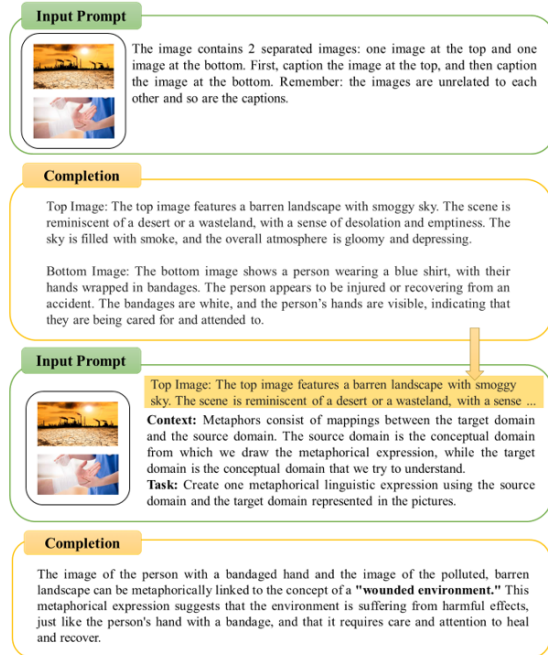 Input Prompt
The image contains 2 separated images: one image at the top and one
image at the bottom. First, caption the image at the top, and then caption
the image at the bottom. Remember: the images are unrelated to each
other and so are the captions.
Completion
Top Image: The top image features a barren landscape with smoggy sky. The scene is
reminiscent of a desert or a wasteland, with a sense of desolation and emptiness. The
sky is filled with smoke, and the overall atmosphere is gloomy and depressing.
Bottom Image: The bottom image shows a person wearing a blue shirt, with their
hands wrapped in bandages. The person appears to be injured or recovering from an
accident. The bandages are white, and the person's hands are visible, indicating that
they are being cared for and attended to.
Input Prompt
Top Image: The top image features a barren landscape with smoggy
sky. The scene is reminiscent of a desert or a wasteland, with a sense ...
Context: Metaphors consist of mappings between the target domain
and the source domain. The source domain is the conceptual domain
from which we draw the metaphorical expression, while the target
domain is the conceptual domain that we try to understand.
Task: Create one metaphorical linguistic expression using the source
domain and the target domain represented in the pictures.
Completion
The image of the person with a bandaged hand and the image of the polluted, barren
landscape can be metaphorically linked to the concept of a "wounded environment." This
metaphorical expression suggests that the environment is suffering from harmful effects,
just like the person's hand with a bandage, and that it requires care and attention to heal
and recover.